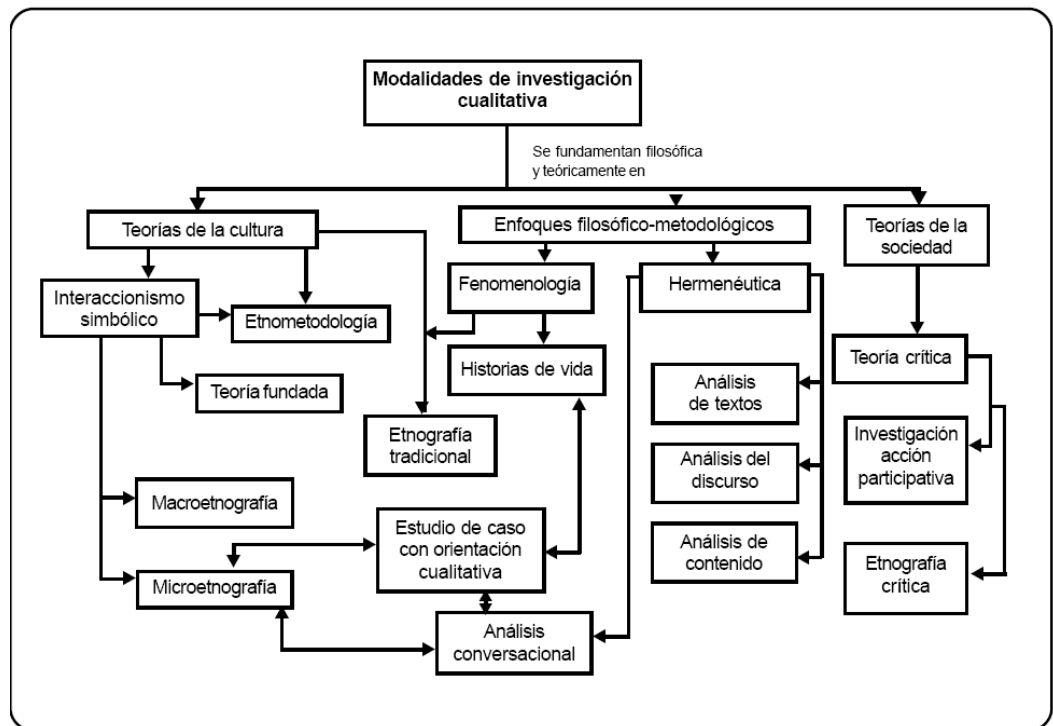 Modalidades de investigación
cualitativa
Se fundamentan filosófica
y teóricamente en
Teorías de la cultura
Enfoques filosófico-metodológicos
Teorías de la
sociedad
Interaccionismo
simbólico
Etnometodología
Fenomenología
Hermenéutica
Teoría fundada
Historias de vida
Teoría crítica
Etnografía
tradicional
Análisis
de textos
Investigación
acción
participativa
Análisis del
discurso
Macroetnografía
Estudio de caso
con orientación
cualitativa
Análisis de
contenido
Etnografía
crítica
Microetnografía
Análisis
conversacional